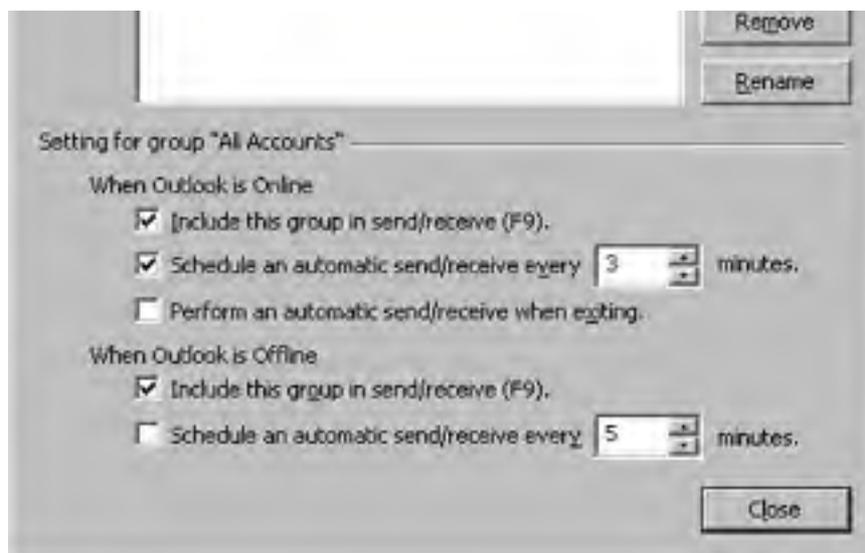 Remove
Rename
Setting for group "All Accounts"
When Outlook is Online
Include this group in send/receive (F9).
Schedule an automatic send/receive every 3 minutes.
Perform an automatic send/receive when exiting.
When Outlook is Offline
Include this group in send/receive (F9).
Schedule an automatic send/receive every 5 minutes.
Close